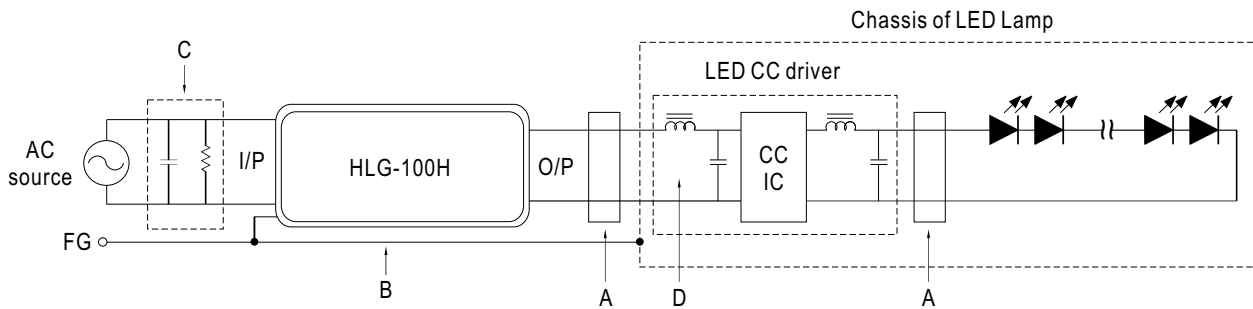 Chassis of LED Lamp
C
LED CC driver
AC
source
I/P
HLG-100H
O/P
CC
IC
FG
B
A
D
A